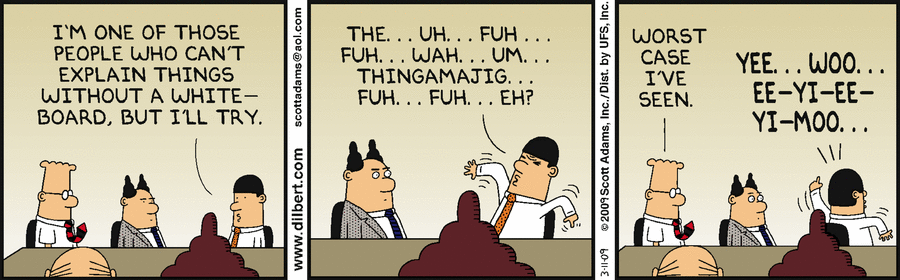 I'M ONE OF THOSE
PEOPLE WHO CAN'T
EXPLAIN THINGS
WITHOUT A WHITE-
BOARD, BUT I'LL TRY.
www.dilbert.com
scottadams@aol.com
THE... UH... FUH...
FUH... WAH... UM...
THINGAMAJIG...
FUH... FUH... EH?
3-11-09 © 2009 Scott Adams, Inc./Dist. by UFS, Inc.
WORST
CASE
I'VE
SEEN.
YEE... WOO...
EE-YI-EE-
YI-MOO...